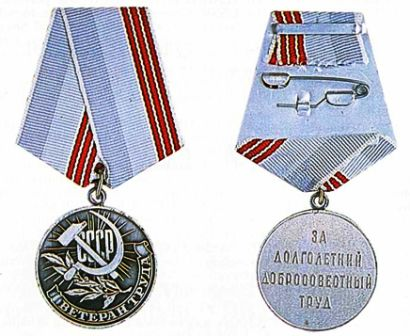 СССР
ВЕТЕРАН ТРУДА
ЗА
ДОЛГОЛЕТНИЙ
ДОБРОСОВЕСТНЫЙ
ТРУД